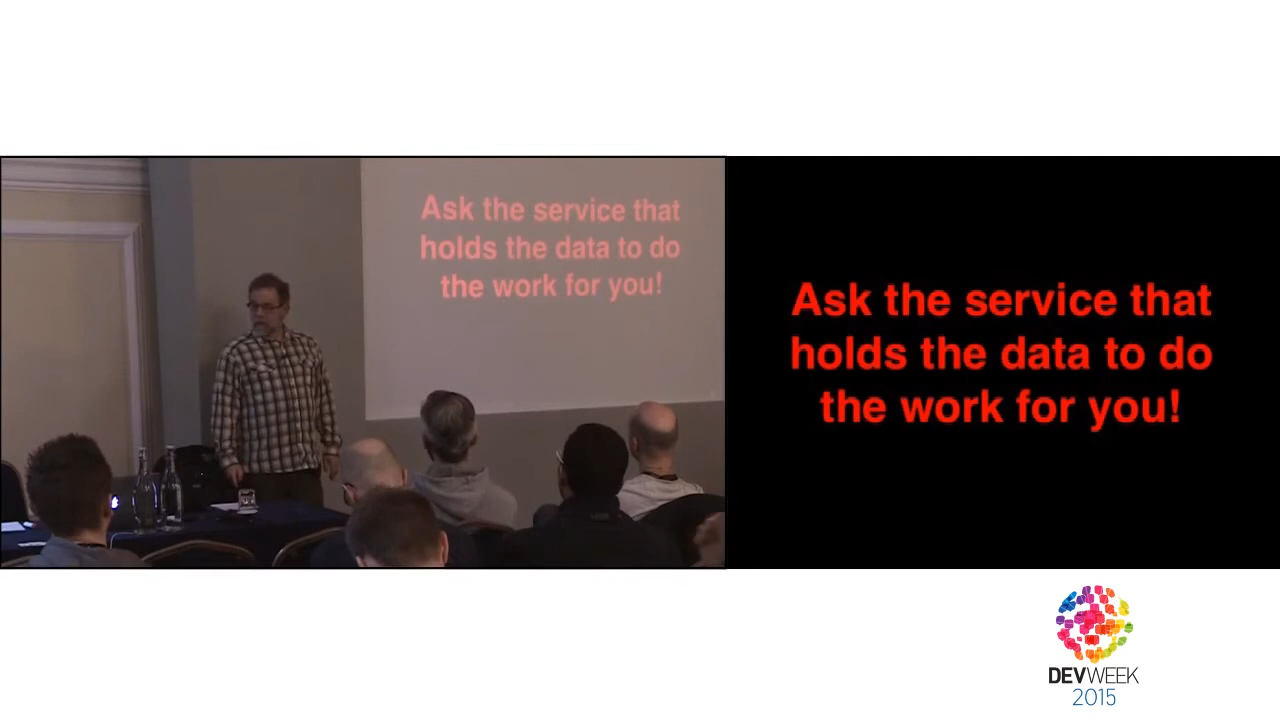 Ask the service that
holds the data to do
the work for you!
Ask the service that
holds the data to do
the work for you!
DEVWEEK
2015